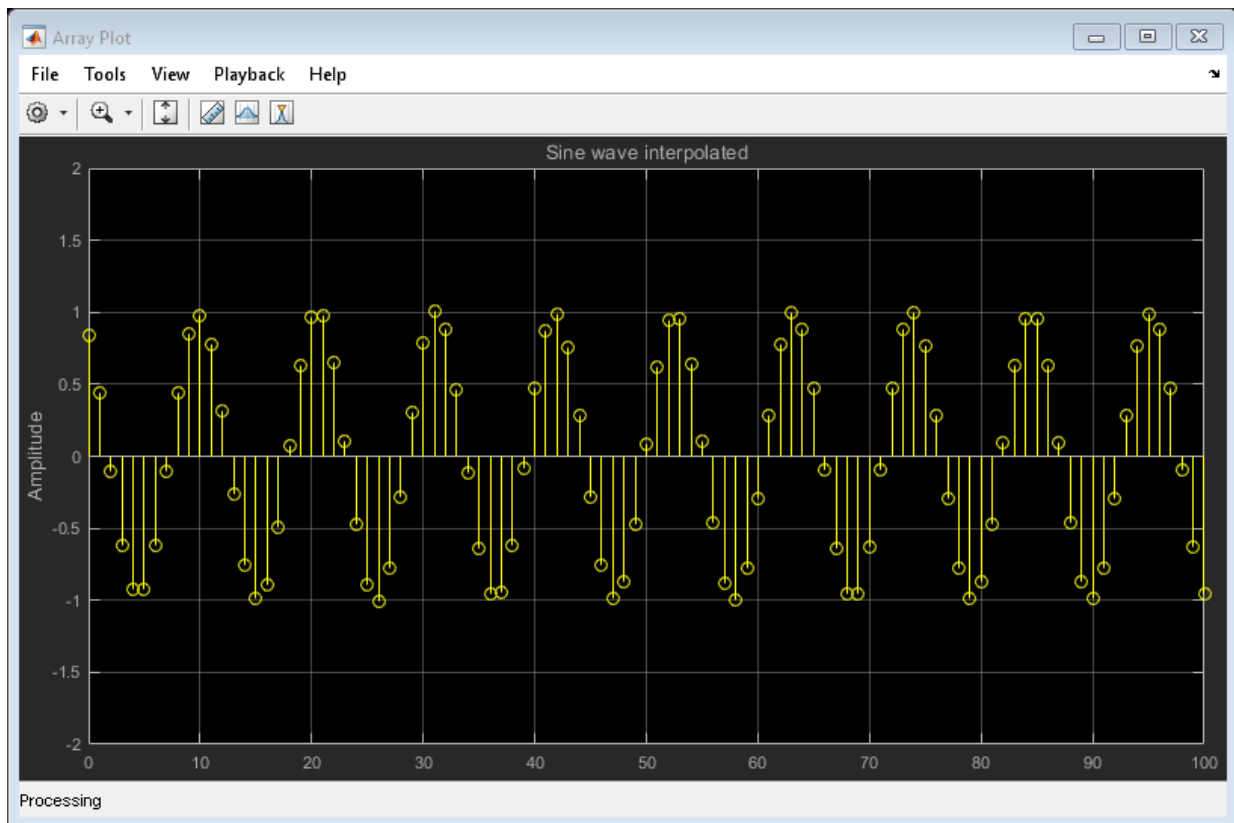 Array Plot
File Tools View Playback Help
Sine wave interpolated
2
1.5
1
0.5
0
-0.5
-1
-1.5
-2
Amplitude
0 10 20 30 40 50 60 70 80 90 100
Processing